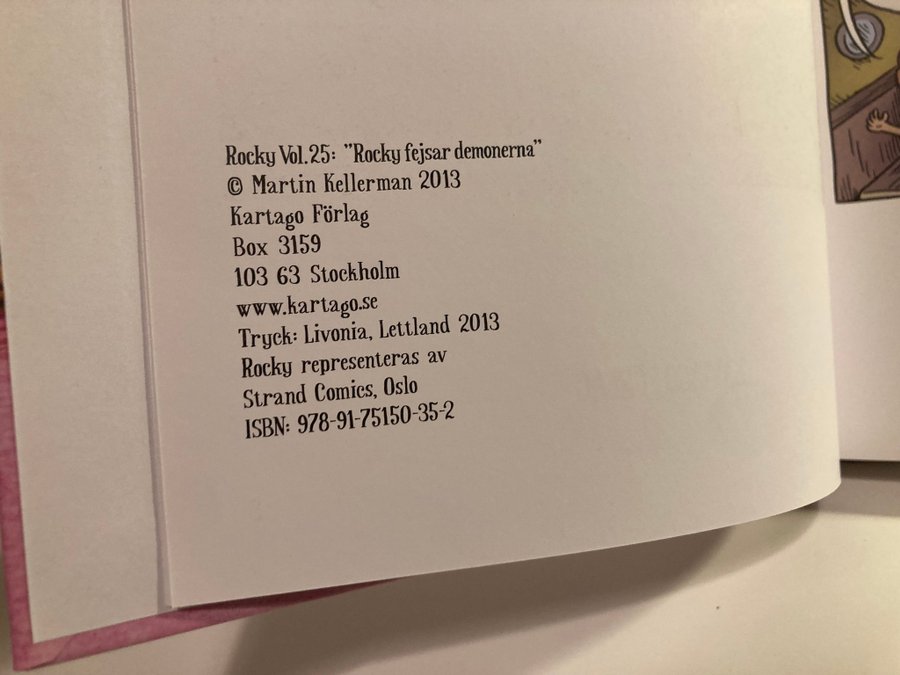 Rocky Vol.25: ”Rocky fejsar demonerna”
© Martin Kellerman 2013
Kartago Förlag
Box 3159
103 63 Stockholm
www.kartago.se
Tryck: Livonia, Lettland 2013
Rocky representeras av
Strand Comics, Oslo
ISBN: 978-91-75150-35-2